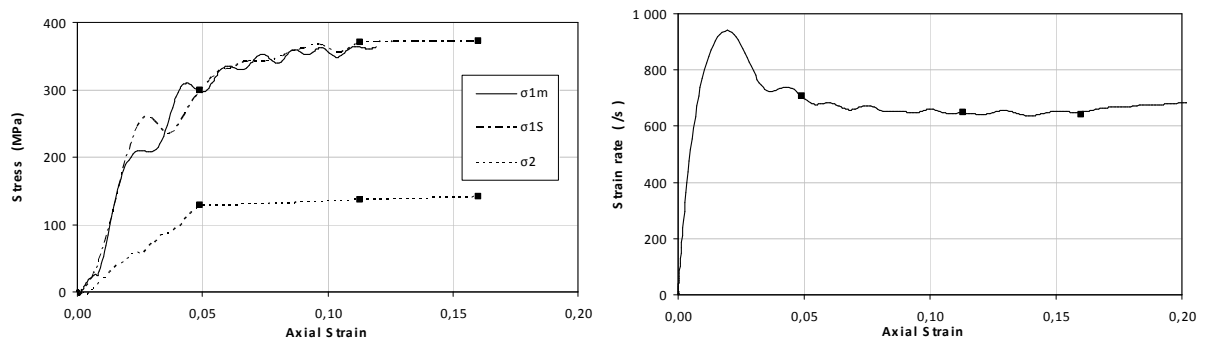 400
300
200
100
0
Stress (MPa)
0,00 0,05 0,10 0,15 0,20
Axial Strain
σ1m
σ1S
σ2
1 000
800
600
400
200
0
Strain rate (/s)
0,00 0,05 0,10 0,15 0,20
Axial Strain